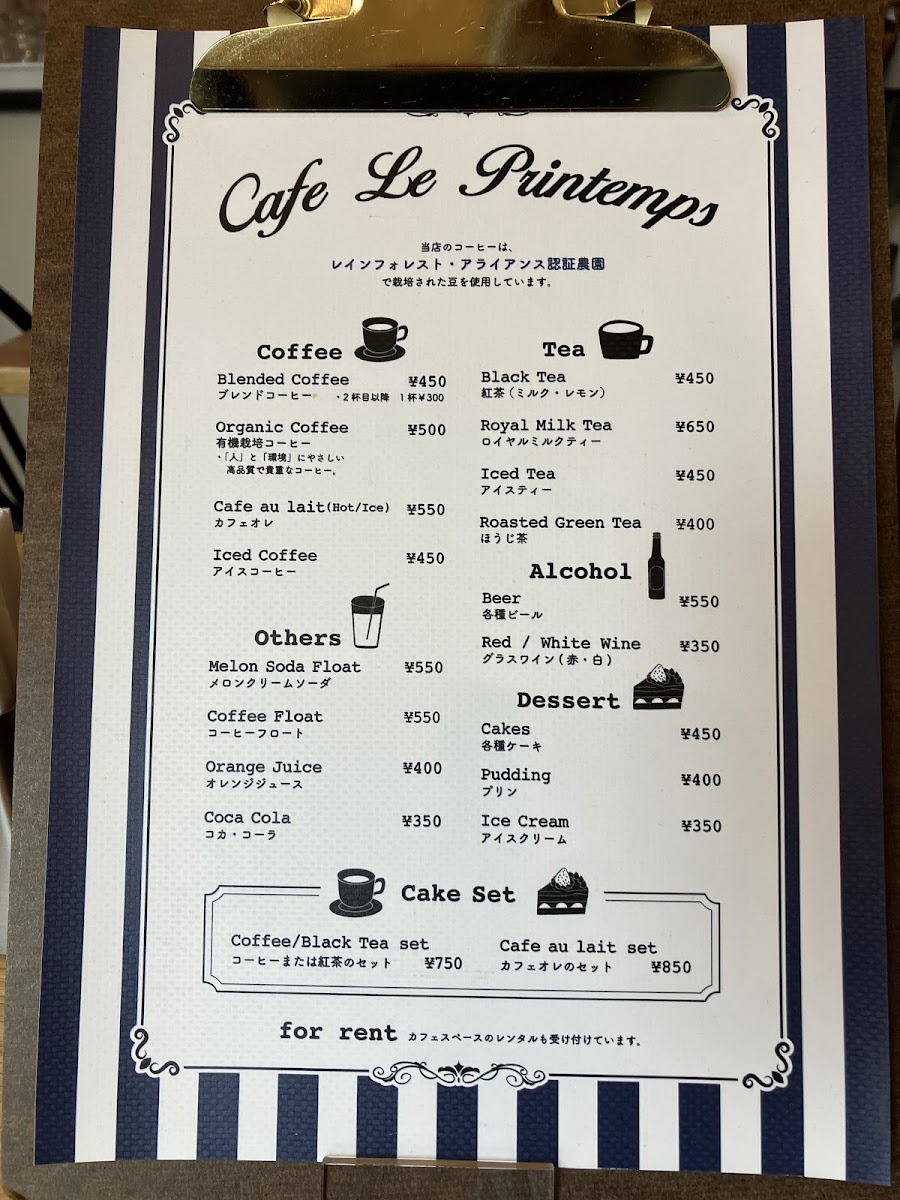 Cafe Le Printemps
当店のコーヒーは、
レインフォレスト・アライアンス認証農園
で栽培された豆を使用しています。
Coffee
Blended Coffee ¥450
ブレンドコーヒー ・2杯目以降 1杯¥300
Organic Coffee ¥500
有機栽培コーヒー
・「人」と「環境」にやさしい
高品質で貴重なコーヒー。
Cafe au lait(Hot/Ice) ¥550
カフェオレ
Iced Coffee ¥450
アイスコーヒー
Others
Melon Soda Float ¥550
メロンクリームソーダ
Coffee Float ¥550
コーヒーフロート
Orange Juice ¥400
オレンジジュース
Coca Cola ¥350
コカ・コーラ
Tea
Black Tea ¥450
紅茶(ミルク・レモン)
Royal Milk Tea ¥650
ロイヤルミルクティー
Iced Tea ¥450
アイスティー
Roasted Green Tea ¥400
ほうじ茶
Alcohol
Beer ¥550
各種ビール
Red / White Wine ¥350
グラスワイン(赤・白)
Dessert
Cakes ¥450
各種ケーキ
Pudding ¥400
プリン
Ice Cream ¥350
アイスクリーム
Cake Set
Coffee/Black Tea set
コーヒーまたは紅茶のセット ¥750
Cafe au lait set
カフェオレのセット ¥850
for rent カフェスペースのレンタルも受け付けています。